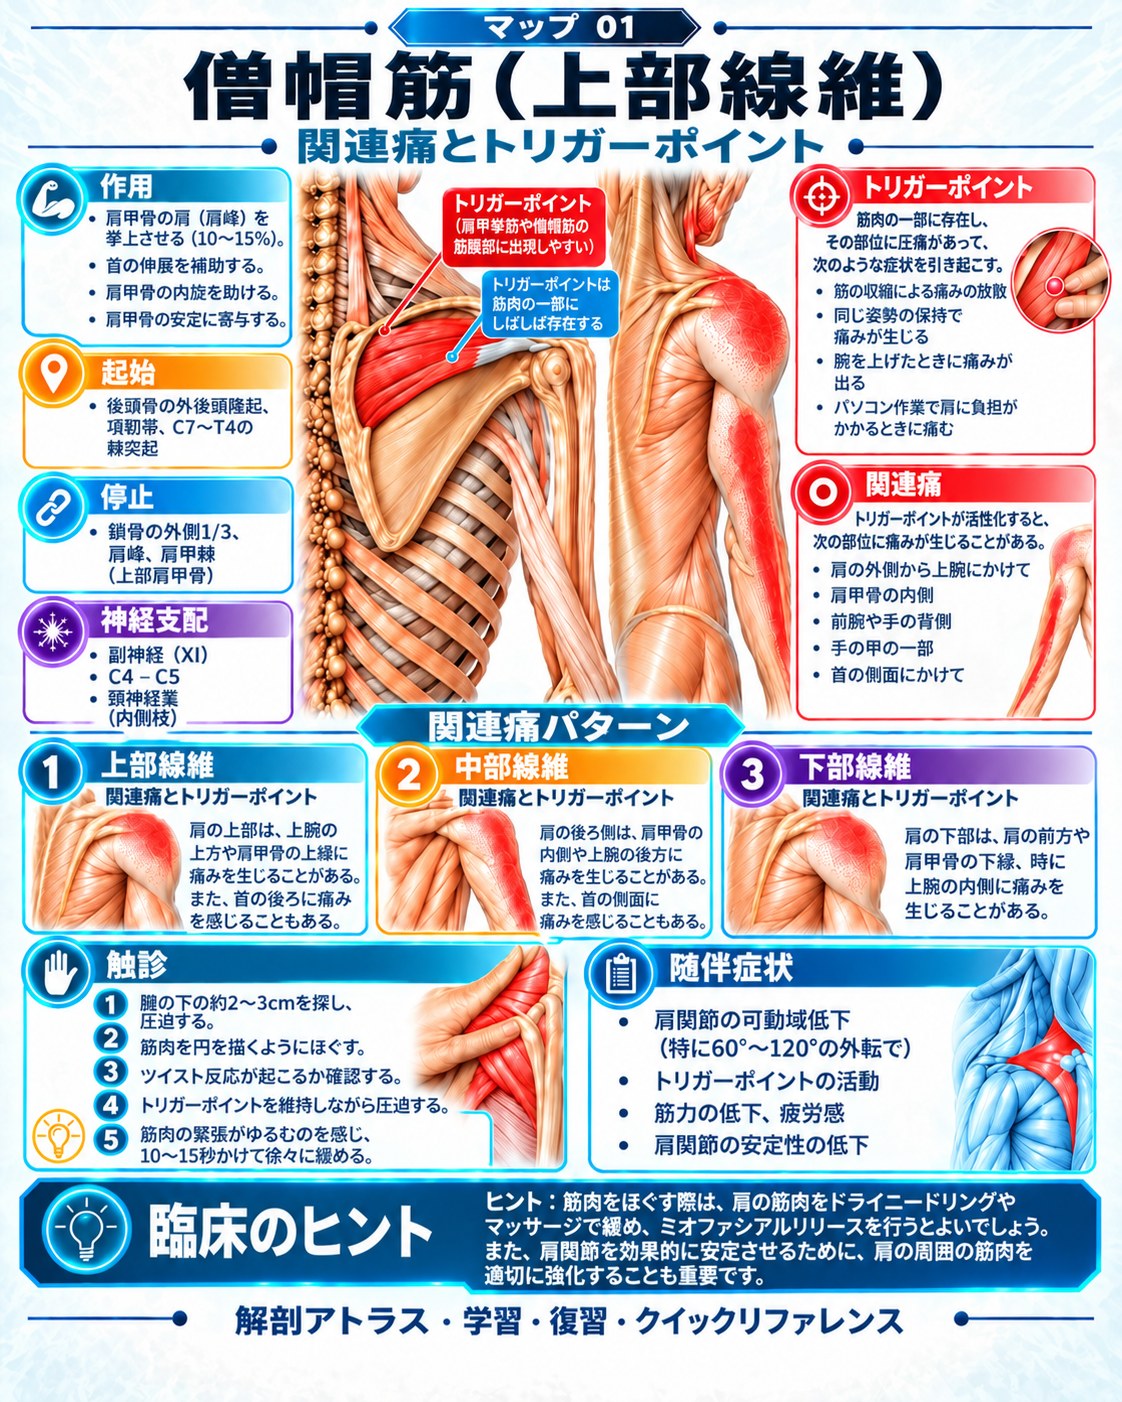 マップ 01
僧帽筋(上部線維)
関連痛とトリガーポイント
作用
• 肩甲骨の肩(肩峰)を
挙上させる(10〜15%)。
• 首の伸展を補助する。
• 肩甲骨の内旋を助ける。
• 肩甲骨の安定に寄与する。
起始
• 後頭骨の外後頭隆起、
項靭帯、C7〜T4の
棘突起
停止
• 鎖骨の外側1/3、
肩峰、肩甲棘
(上部肩甲骨)
神経支配
• 副神経(XI)
• C4 – C5
• 頸神経業
(内側枝)
トリガーポイント
(肩甲挙筋や僧帽筋の
筋膜部に出現しやすい)
トリガーポイントは
筋肉の一部に
しばしば存在する
トリガーポイント
筋肉の一部に存在し、
その部位に圧痛があって、
次のような症状を引き起こす。
• 筋の収縮による痛みの放散
• 同じ姿勢の保持で
痛みが生じる
• 腕を上げたときに痛みが
出る
• パソコン作業で肩に負担が
かかるときに痛む
関連痛
トリガーポイントが活性化すると、
次の部位に痛みが生じることがある。
• 肩の外側から上腕にかけて
• 肩甲骨の内側
• 前腕や手の背側
• 手の甲の一部
• 首の側面にかけて
関連痛パターン
1 上部線維
関連痛とトリガーポイント
肩の上部は、上腕の
上方や肩甲骨の上縁に
痛みを生じることがある。
また、首の後ろに痛み
を感じることもある。
2 中部線維
関連痛とトリガーポイント
肩の後ろ側は、肩甲骨の
内側や上腕の後方に
痛みを生じることがある。
また、首の側面に
痛みを感じることもある。
3 下部線維
関連痛とトリガーポイント
肩の下部は、肩の前方や
肩甲骨の下縁、時に
上腕の内側に痛みを
生じることがある。
触診
1 腱の下の約2〜3cmを探し、
圧迫する。
2 筋肉を円を描くようにほぐす。
3 ツイスト反応が起こるか確認する。
4 トリガーポイントを維持しながら圧迫する。
5 筋肉の緊張がゆるむのを感じ、
10〜15秒かけて徐々に緩める。
随伴症状
• 肩関節の可動域低下
(特に60°〜120°の外転で)
• トリガーポイントの活動
• 筋力の低下、疲労感
• 肩関節の安定性の低下
臨床のヒント
ヒント:筋肉をほぐす際は、肩の筋肉をドライニードリングや
マッサージで緩め、ミオファシアルリリースを行うとよいでしょう。
また、肩関節を効果的に安定させるために、肩の周囲の筋肉を
適切に強化することも重要です。
解剖アトラス・学習・復習・クイックリファレンス